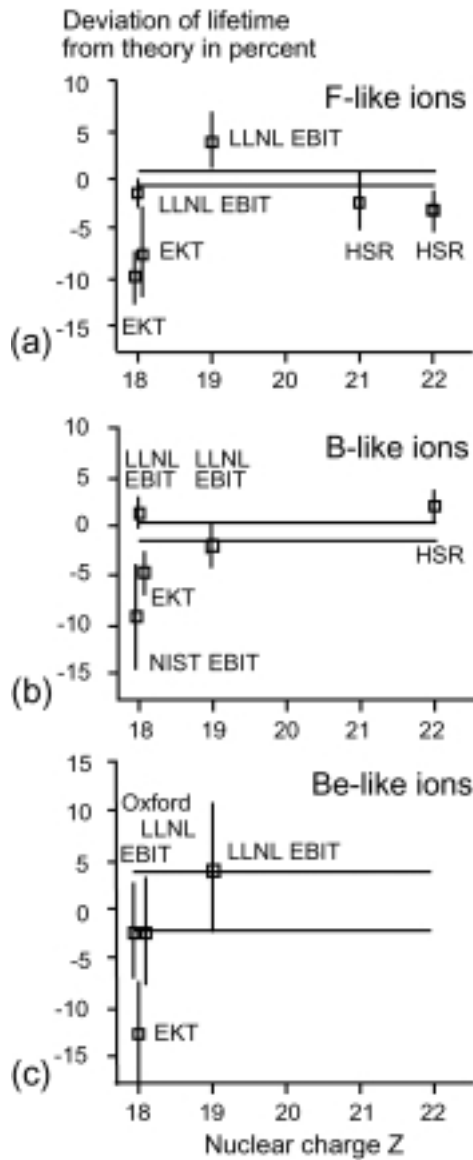 Deviation of lifetime
from theory in percent
F-like ions
10
5
0
-5
-10
-15
LLNL EBIT
LLNL EBIT
EKT
HSR
HSR
EKT
(a)
18 19 20 21 22
B-like ions
10
5
0
-5
-10
-15
LLNL LLNL
EBIT EBIT
HSR
EKT
NIST EBIT
(b)
18 19 20 21 22
Be-like ions
15
10
5
0
-5
-10
-15
Oxford
LLNL
EBIT
LLNL EBIT
EKT
(c)
18 19 20 21 22
Nuclear charge Z